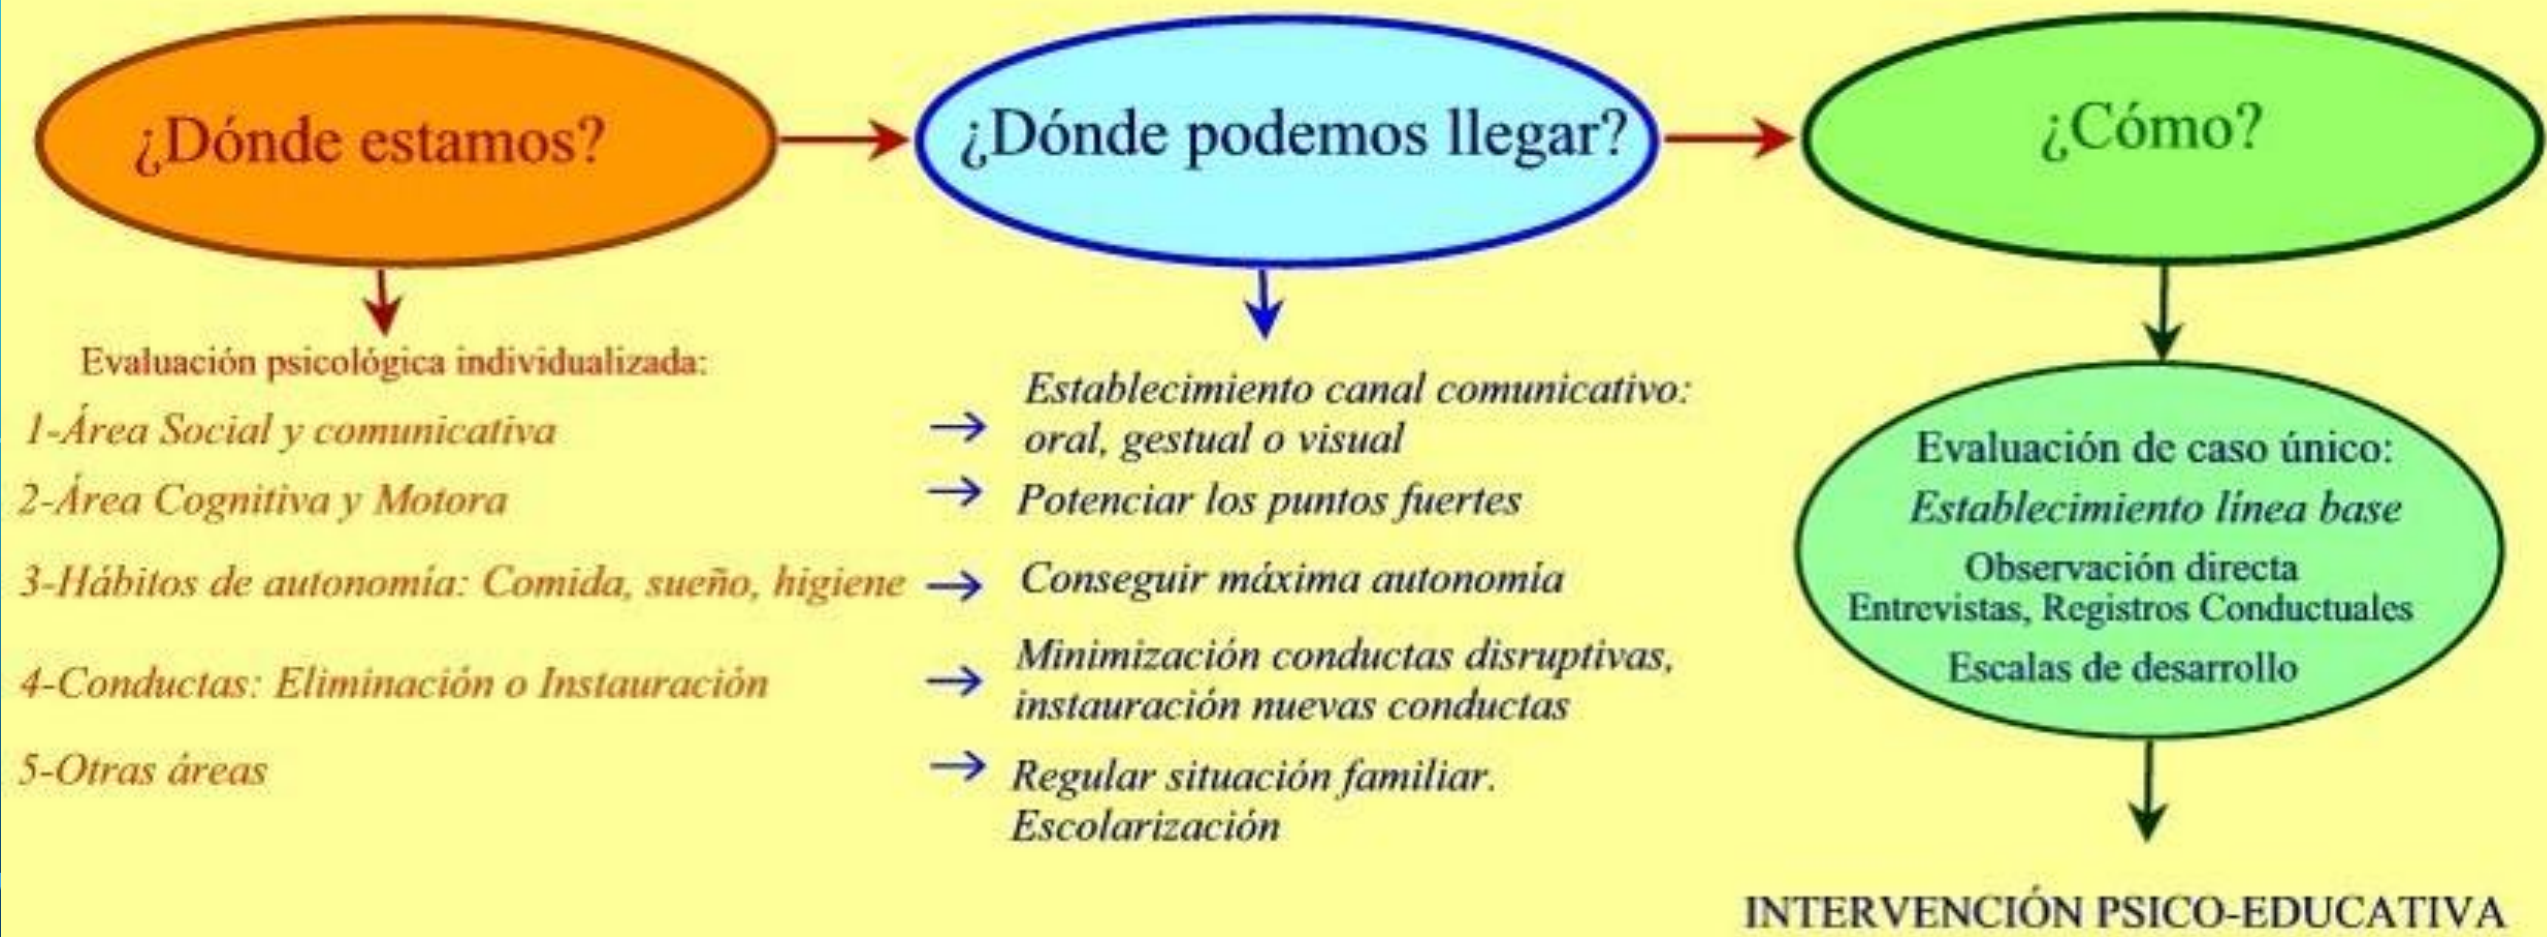 ¿Dónde estamos?
¿Dónde podemos llegar?
¿Cómo?
Evaluación psicológica individualizada:
1-Área Social y comunicativa
2-Área Cognitiva y Motora
3-Hábitos de autonomía: Comida, sueño, higiene
4-Conductas: Eliminación o Instauración
5-Otras áreas
Establecimiento canal comunicativo:
oral, gestual o visual
Potenciar los puntos fuertes
Conseguir máxima autonomía
Minimización conductas disruptivas,
instauración nuevas conductas
Regular situación familiar.
Escolarización
Evaluación de caso único:
Establecimiento línea base
Observación directa
Entrevistas, Registros Conductuales
Escalas de desarrollo
INTERVENCIÓN PSICO-EDUCATIVA